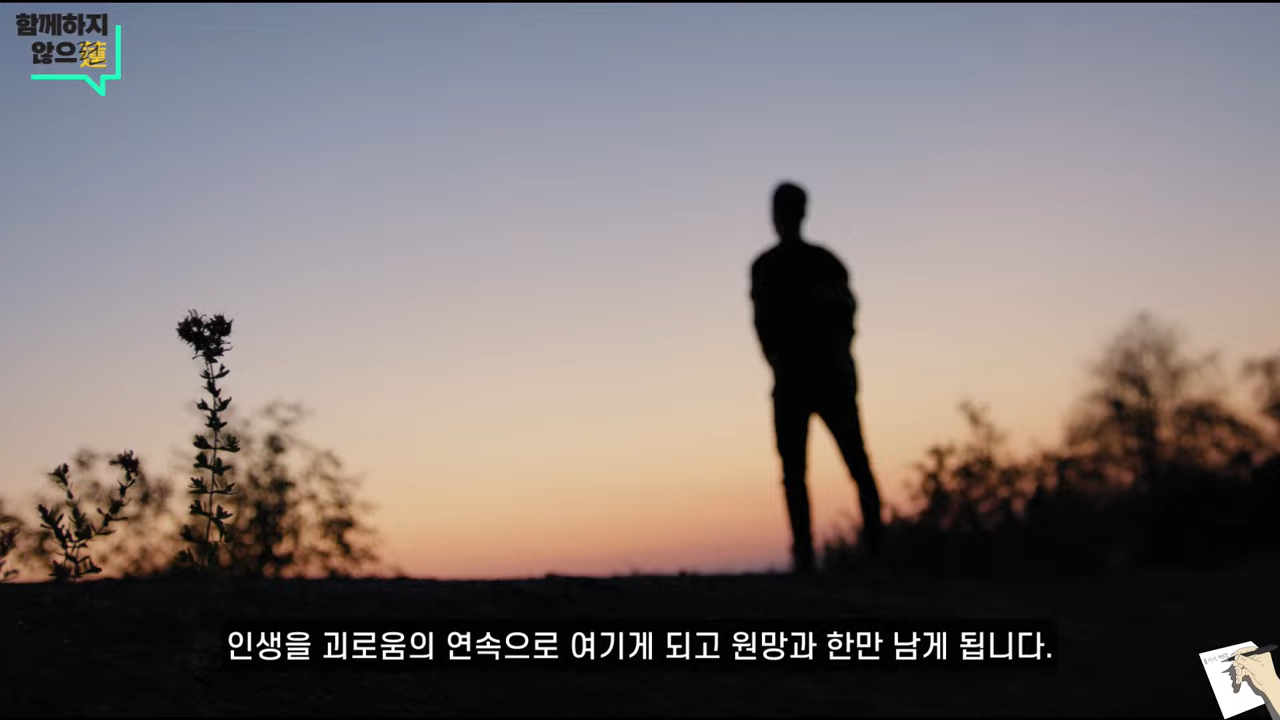 함께하지
않으蓮
인생을 괴로움의 연속으로 여기게 되고 원망과 한만 남게 됩니다.